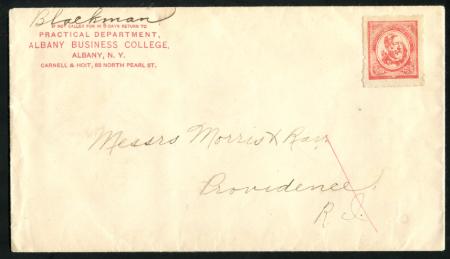 Blackman
IF NOT CALLED FOR IN 5 DAYS RETURN TO
PRACTICAL DEPARTMENT,
ALBANY BUSINESS COLLEGE,
ALBANY, N. Y.
CARNELL & HOIT, 83 NORTH PEARL ST.
Messrs Morris & Ray
Providence
R. I.